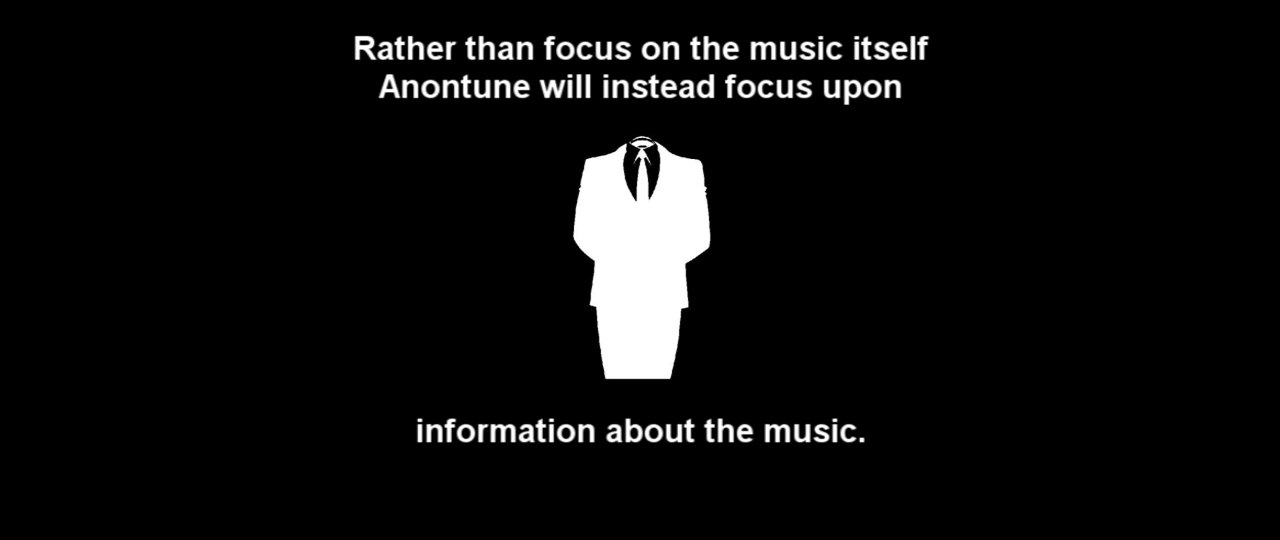 Rather than focus on the music itself
Anontune will instead focus upon
information about the music.